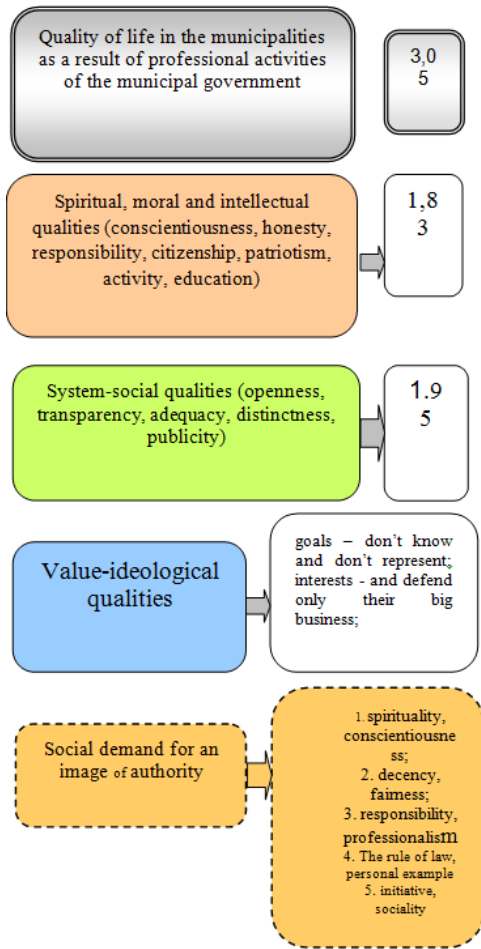 Quality of life in the municipalities
as a result of professional activities
of the municipal government
3,0
5
Spiritual, moral and intellectual
qualities (conscientiousness, honesty,
responsibility, citizenship, patriotism,
activity, education)
1,8
3
System-social qualities (openness,
transparency, adequacy, distinctness,
publicity)
1.9
5
Value-ideological
qualities
goals – don’t know
and don’t represent;
interests - and defend
only their big
business;
Social demand for an
image of authority
1. spirituality,
conscientiousne
ss;
2. decency,
fairness;
3. responsibility,
professionalism
4. The rule of law,
personal example
5. initiative,
sociality